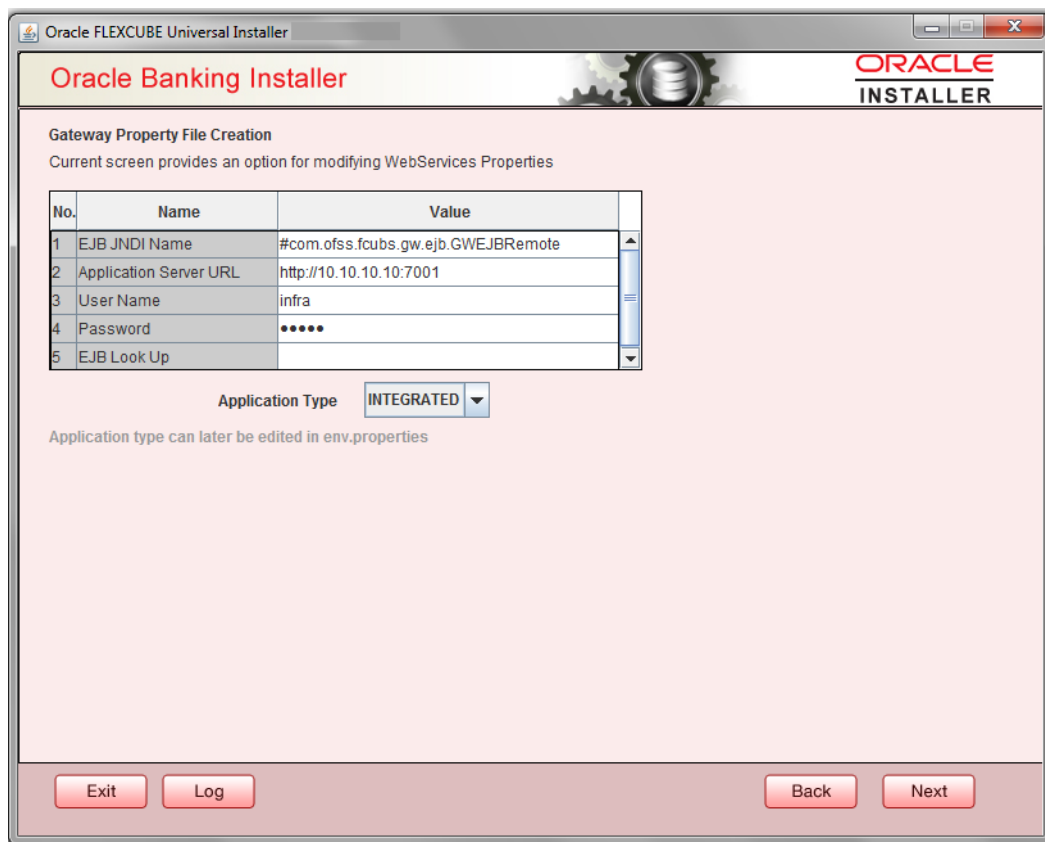 Oracle FLEXCUBE Universal Installer
Oracle Banking Installer
ORACLE
INSTALLER
Gateway Property File Creation
Current screen provides an option for modifying WebServices Properties
No. Name Value
1 EJB JNDI Name #com.ofss.fcubs.gw.ejb.GWEJBRemote
2 Application Server URL http://10.10.10.10:7001
3 User Name infra
4 Password •••••
5 EJB Look Up
Application Type INTEGRATED
Application type can later be edited in env.properties
Exit Log Back Next